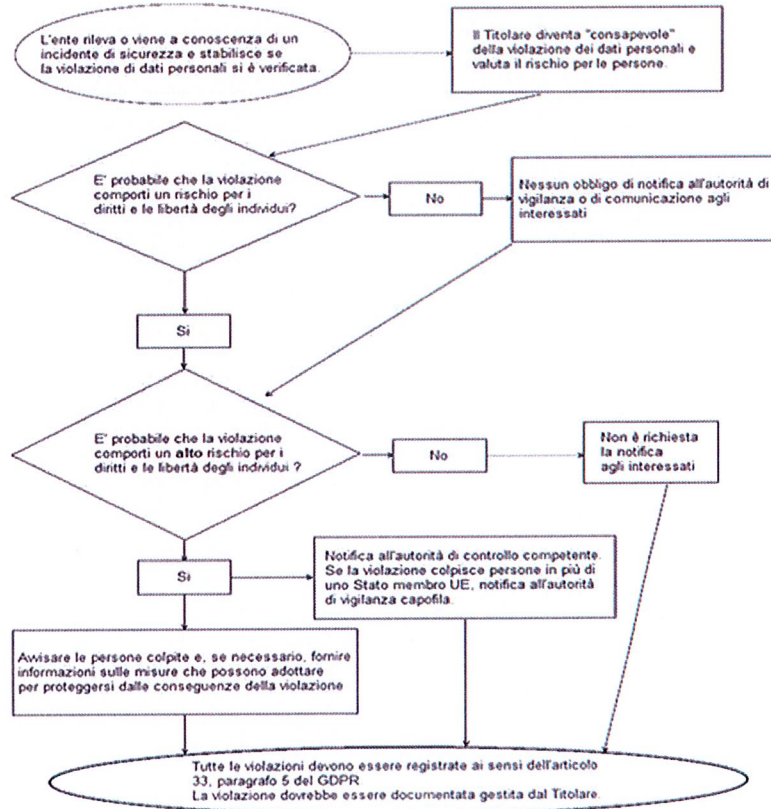 L'ente rileva o viene a conoscenza di un
incidente di sicurezza e stabilisce se
la violazione di dati personali si è verificata.
Il Titolare diventa "consapevole"
della violazione dei dati personali e
valuta il rischio per le persone.
E' probabile che la violazione
comporti un rischio per i
diritti e le libertà degli individui?
No
Nessun obbligo di notifica all'autorità di
vigilanza o di comunicazione agli
interessati
Si
E' probabile che la violazione
comporti un alto rischio per i
diritti e le libertà degli individui ?
No
Non è richiesta
la notifica
agli interessati
Si
Notifica all'autorità di controllo competente.
Se la violazione colpisce persone in più di
uno Stato membro UE, notifica all'autorità
di vigilanza capofila.
Avvisare le persone colpite e, se necessario, fornire
informazioni sulle misure che possono adottare
per proteggersi dalle conseguenze della violazione
Tutte le violazioni devono essere registrate ai sensi dell'articolo
33, paragrafo 5 del GDPR
La violazione dovrebbe essere documentata gestita dal Titolare.